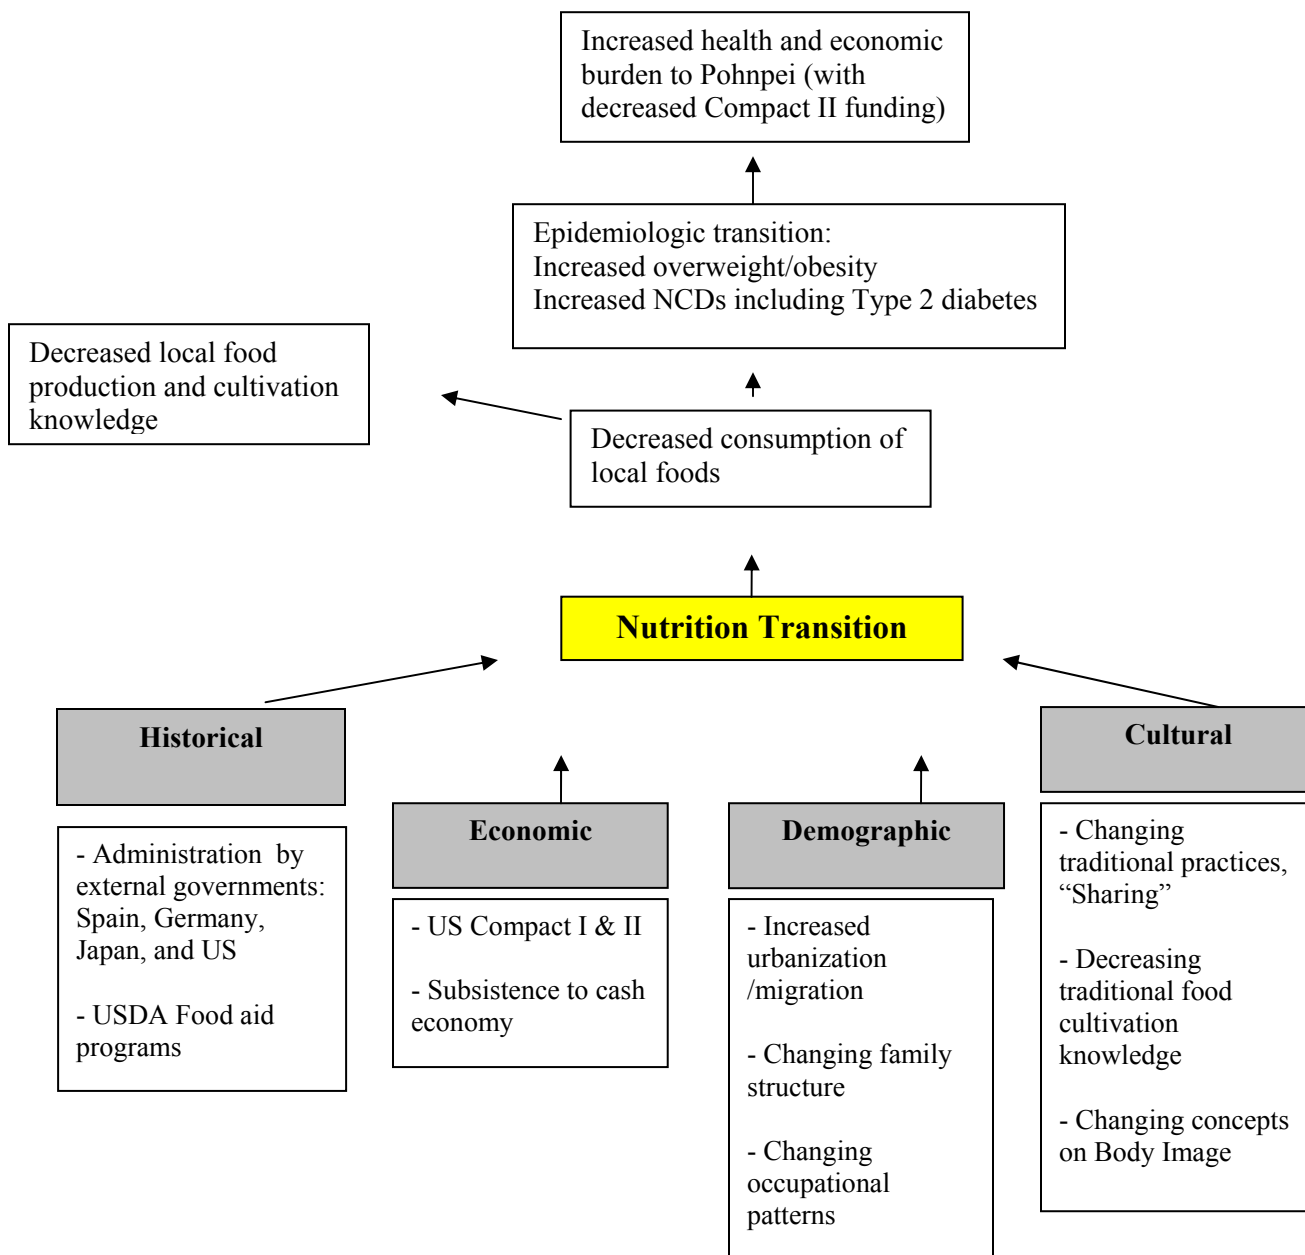 Increased health and economic
burden to Pohnpei (with
decreased Compact II funding)
Epidemiologic transition:
Increased overweight/obesity
Increased NCDs including Type 2 diabetes
Decreased local food
production and cultivation
knowledge
Decreased consumption of
local foods
Nutrition Transition
Historical
- Administration by
external governments:
Spain, Germany,
Japan, and US
- USDA Food aid
programs
Economic
- US Compact I & II
- Subsistence to cash
economy
Demographic
- Increased
urbanization
/migration
- Changing family
structure
- Changing
occupational
patterns
Cultural
- Changing
traditional practices,
“Sharing”
- Decreasing
traditional food
cultivation
knowledge
- Changing concepts
on Body Image